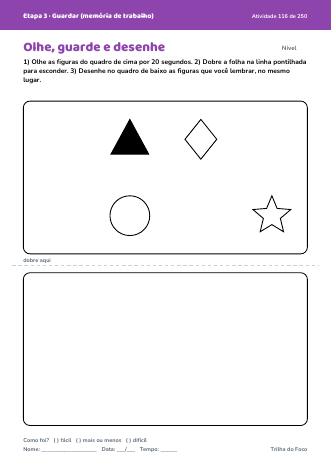 Etapa 3 · Guardar (memória de trabalho)
Atividade 116 de 250
Olhe, guarde e desenhe
Nível
1) Olhe as figuras do quadro de cima por 20 segundos. 2) Dobre a folha na linha pontilhada
para esconder. 3) Desenhe no quadro de baixo as figuras que você lembrar, no mesmo
lugar.
dobre aqui
Como foi? ( ) fácil ( ) mais ou menos ( ) difícil
Nome: ____________________ Data: ___/___ Tempo: ______
Trilha do Foco